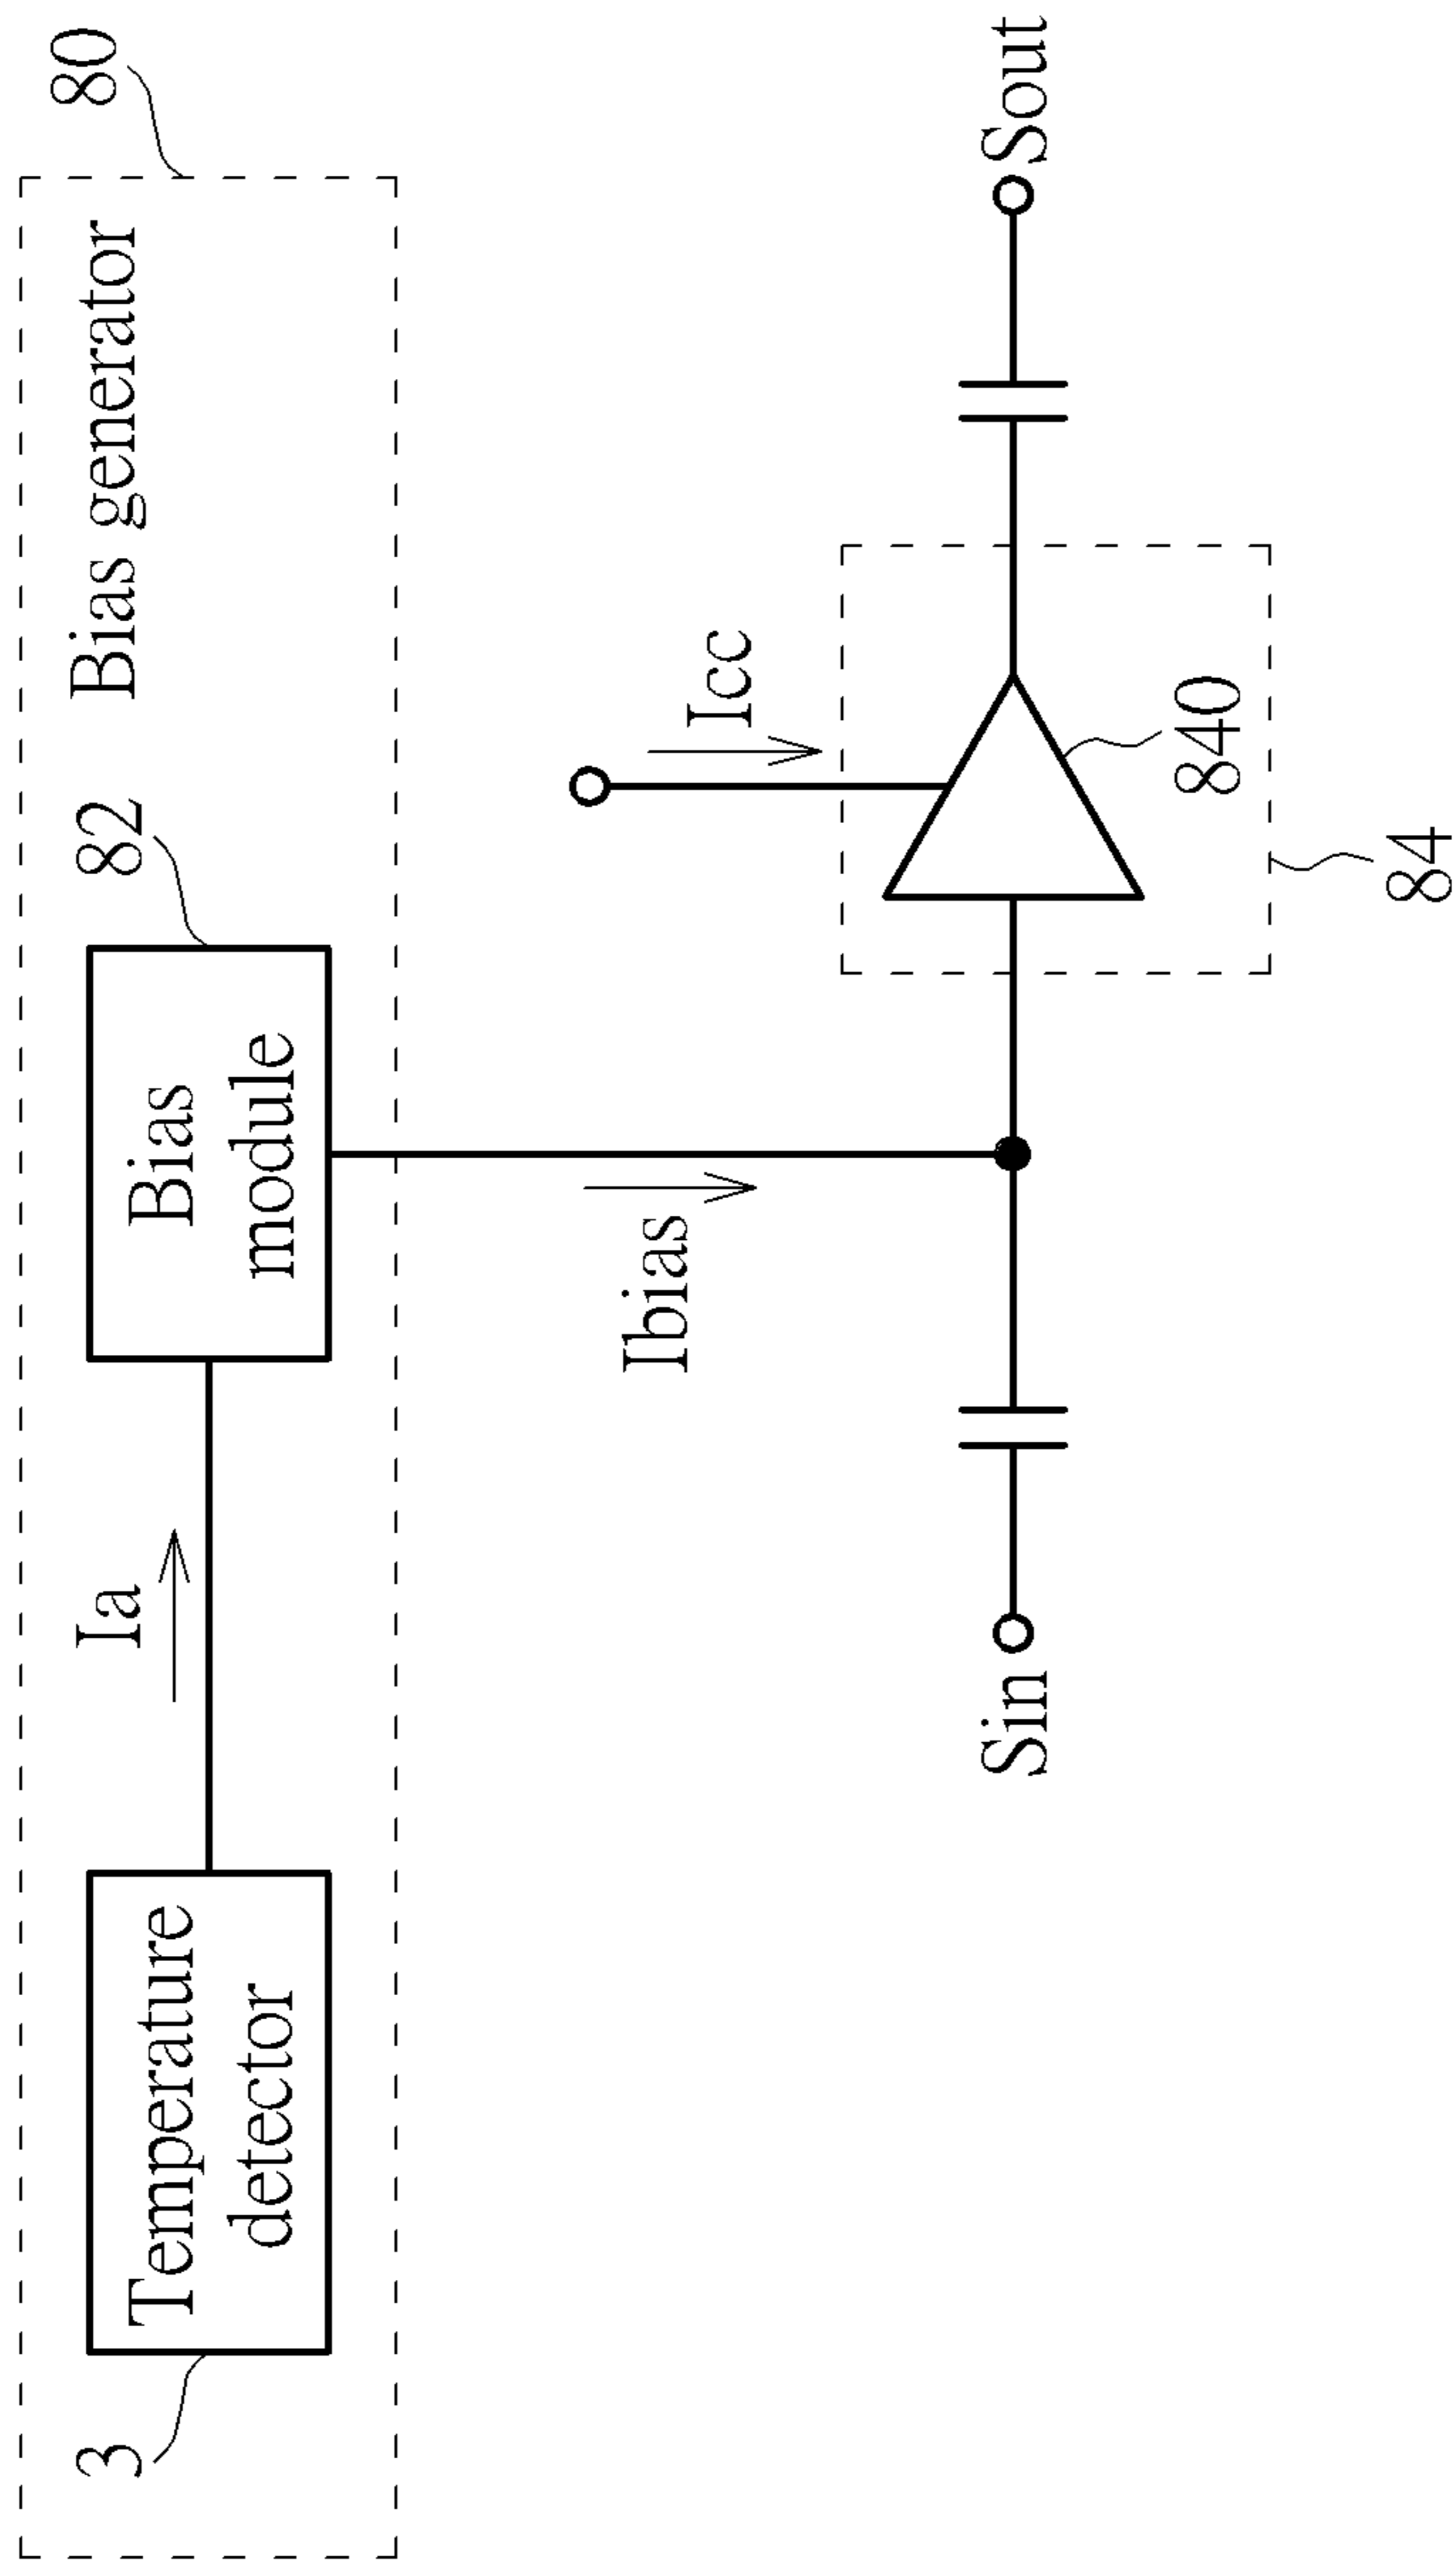 80
Bias generator
3
Temperature
detector
Ia
82
Bias
module
Ibias
Icc
Sin
Sout
840
84